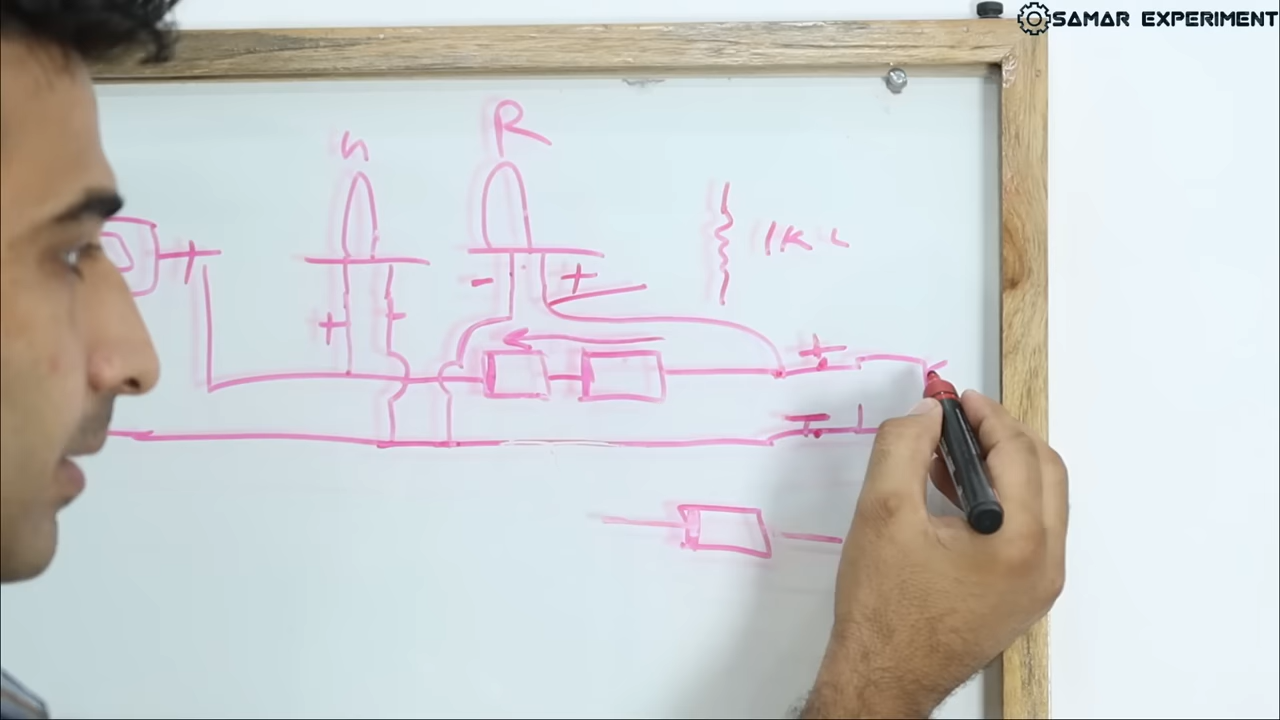 SAMAR EXPERIMENT
R
1K
+
+
-
+
-
+
-